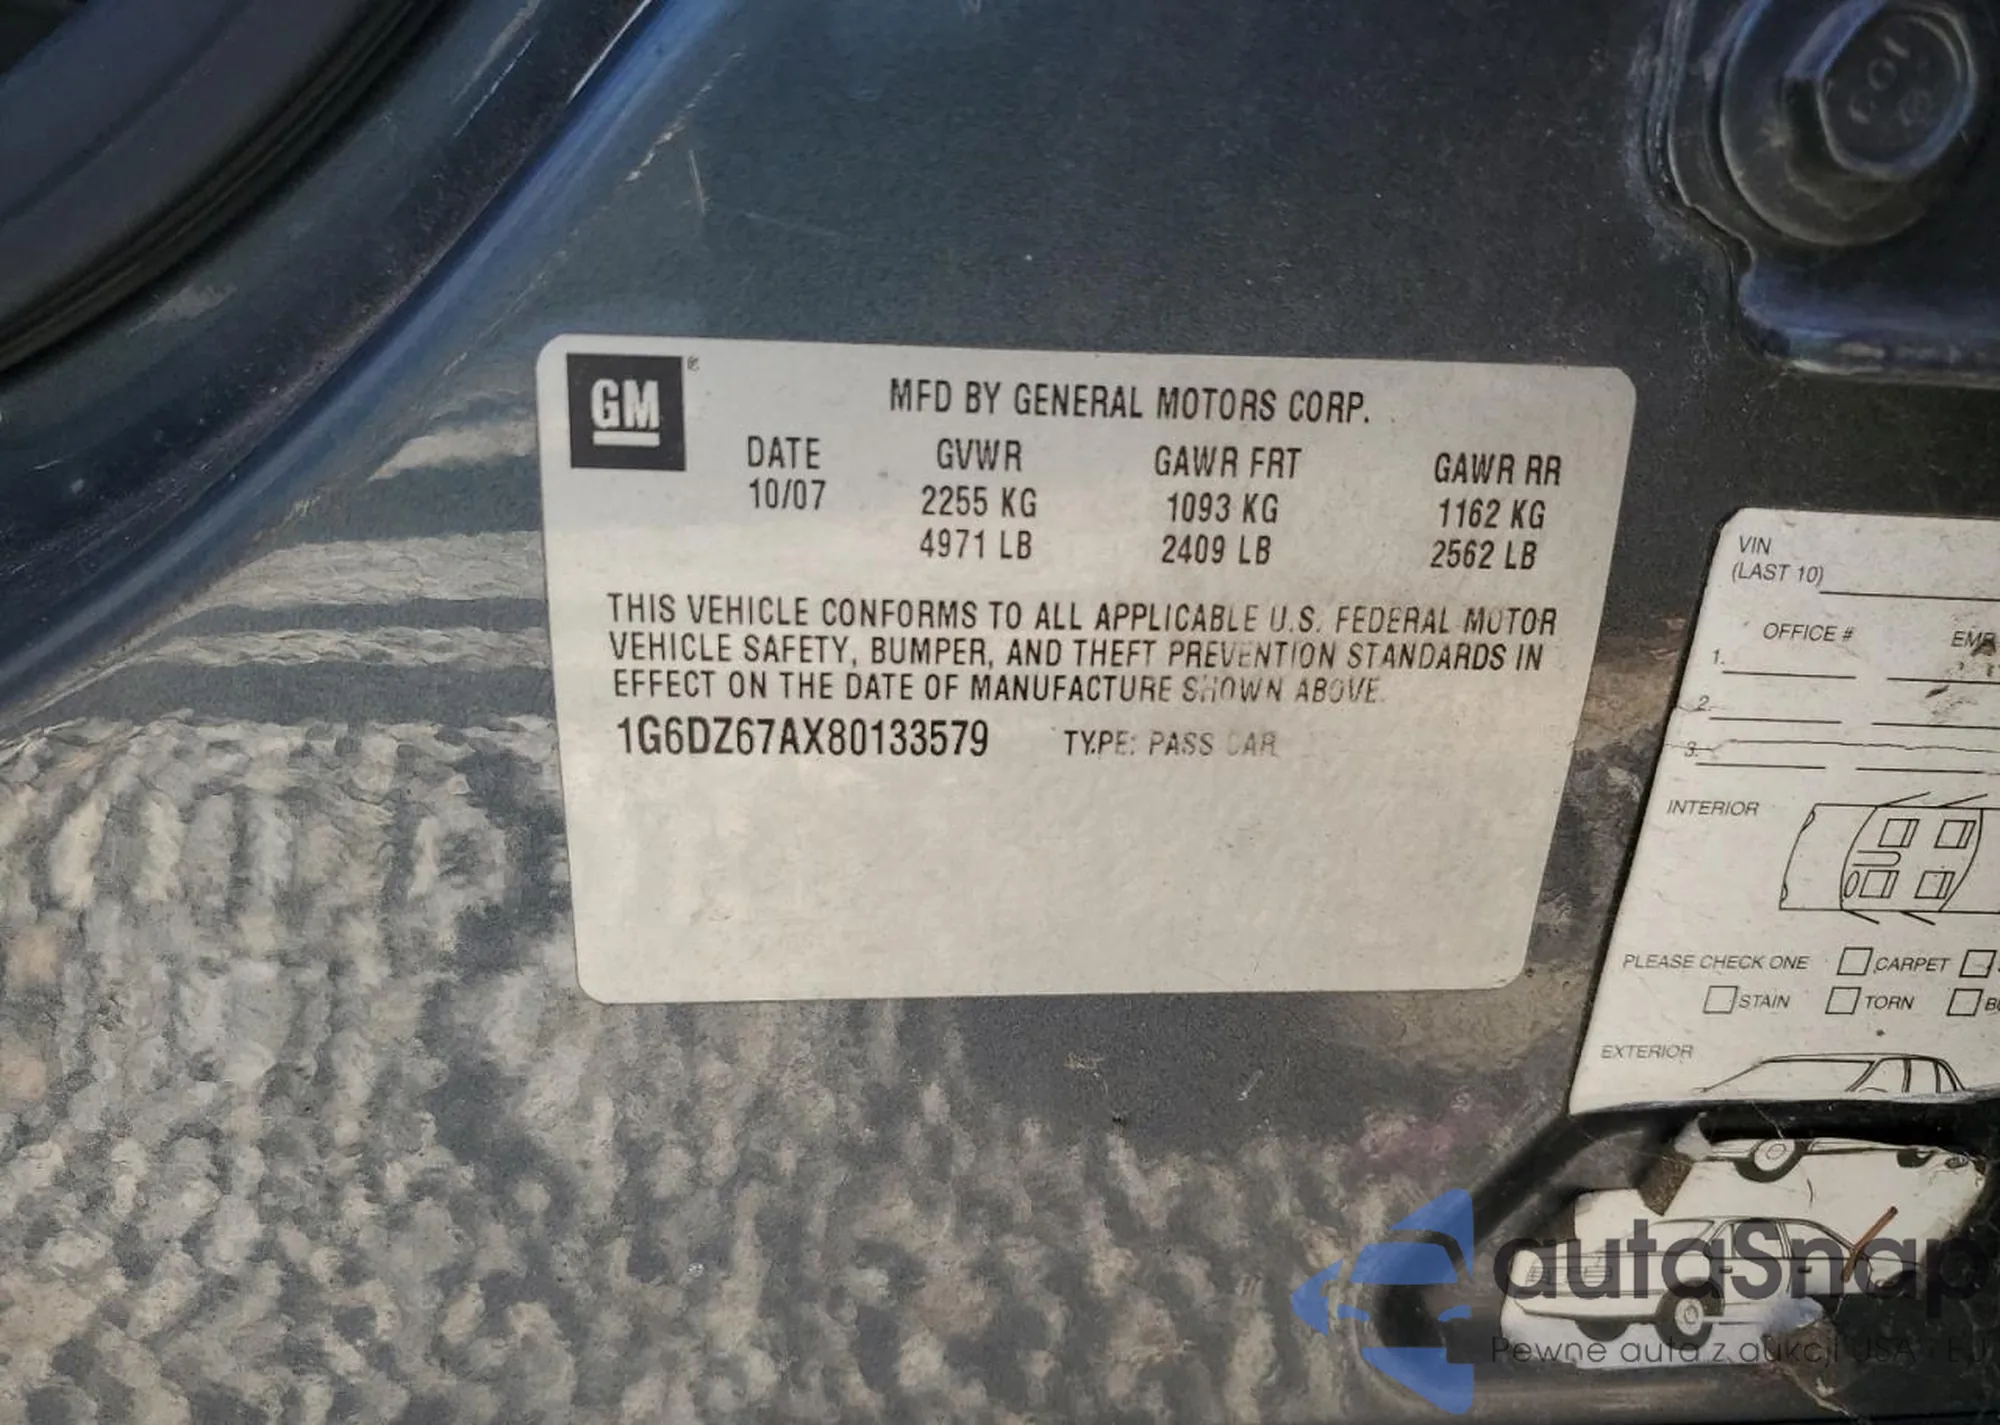 GM
®
MFD BY GENERAL MOTORS CORP.
DATE GVWR GAWR FRT GAWR RR
10/07 2255 KG 1093 KG 1162 KG
4971 LB 2409 LB 2562 LB
THIS VEHICLE CONFORMS TO ALL APPLICABLE U.S. FEDERAL MOTOR
VEHICLE SAFETY, BUMPER, AND THEFT PREVENTION STANDARDS IN
EFFECT ON THE DATE OF MANUFACTURE SHOWN ABOVE.
1G6DZ67AX80133579 TYPE: PASS CAR
VIN
(LAST 10)
OFFICE #
1.
2.
3.
INTERIOR
PLEASE CHECK ONE CARPET
STAIN TORN
EXTERIOR
autaSnap
Pewne auta z aukcji USA